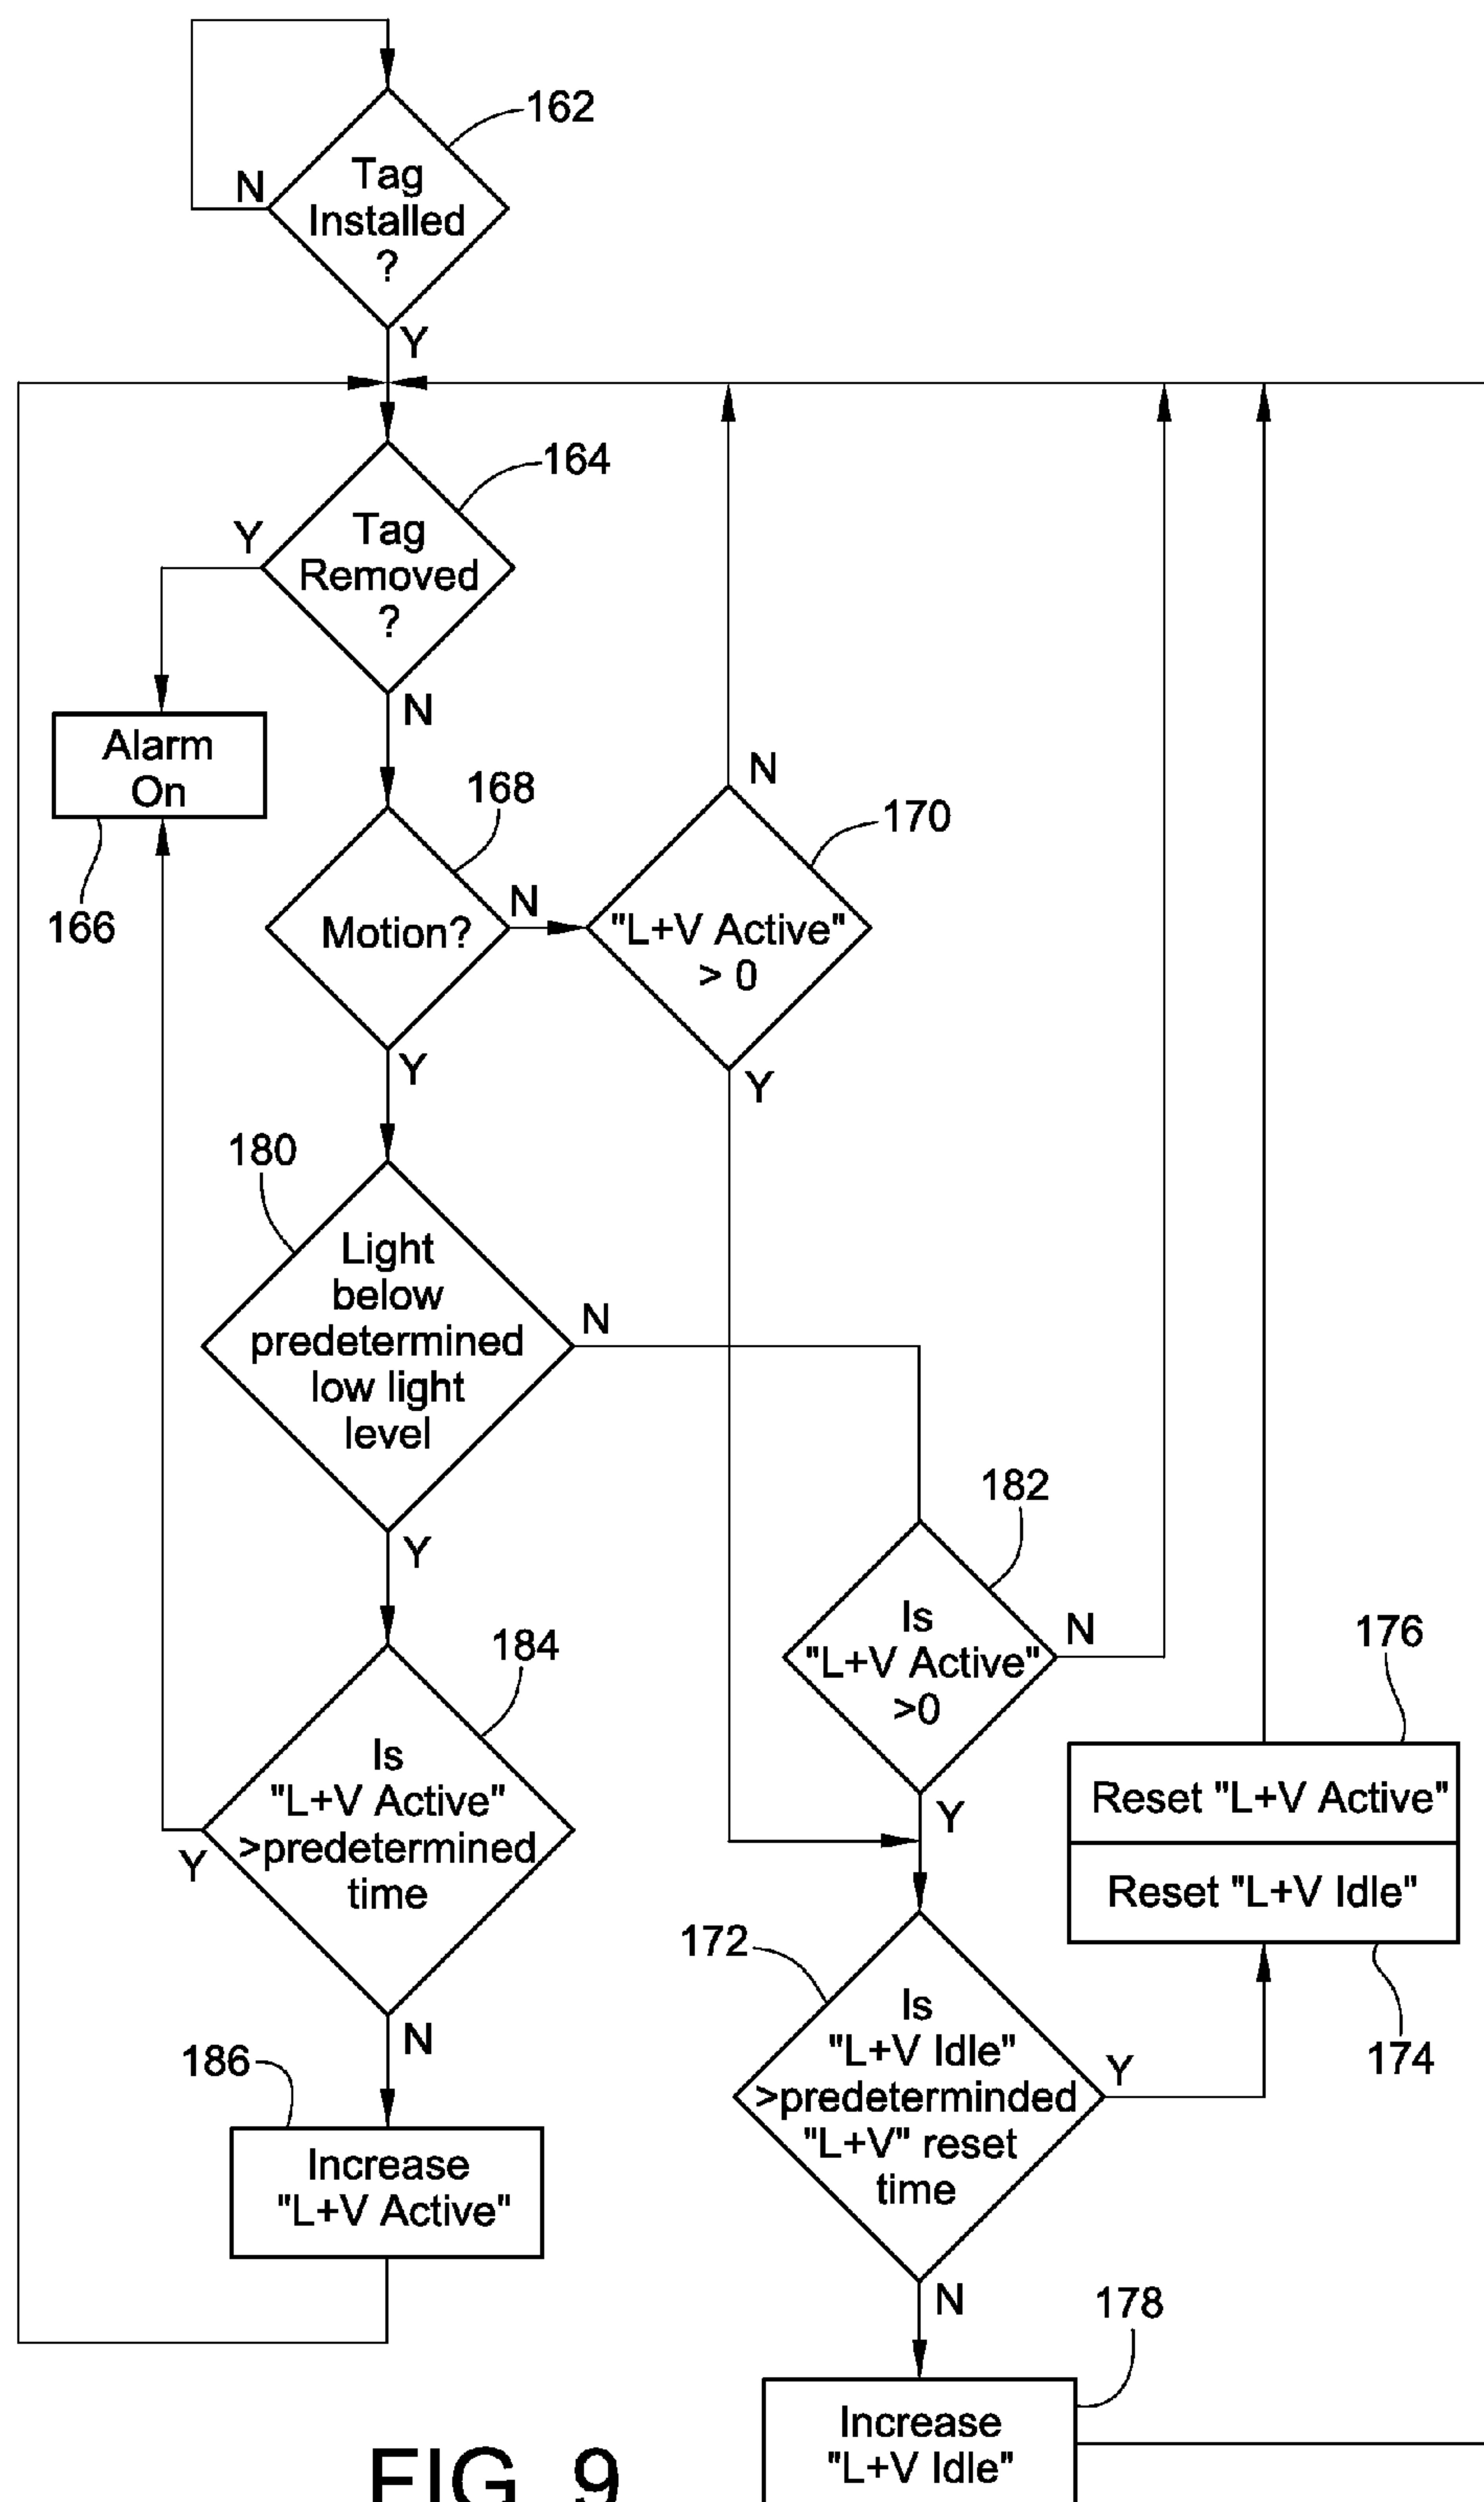 162
Tag
Installed
?
N
Y
164
Tag
Removed
?
Y
N
Alarm
On
166
168
Motion?
N
Y
170
"L+V Active"
> 0
N
Y
180
Light
below
predetermined
low light
level
N
Y
182
Is
"L+V Active"
>0
N
Y
184
Is
"L+V Active"
>predetermined
time
Y
N
176
Reset "L+V Active"
Reset "L+V Idle"
174
172
Is
"L+V Idle"
>predeterminded
"L+V" reset
time
Y
N
186
Increase
"L+V Active"
178
Increase
"L+V Idle"
FIG. 9